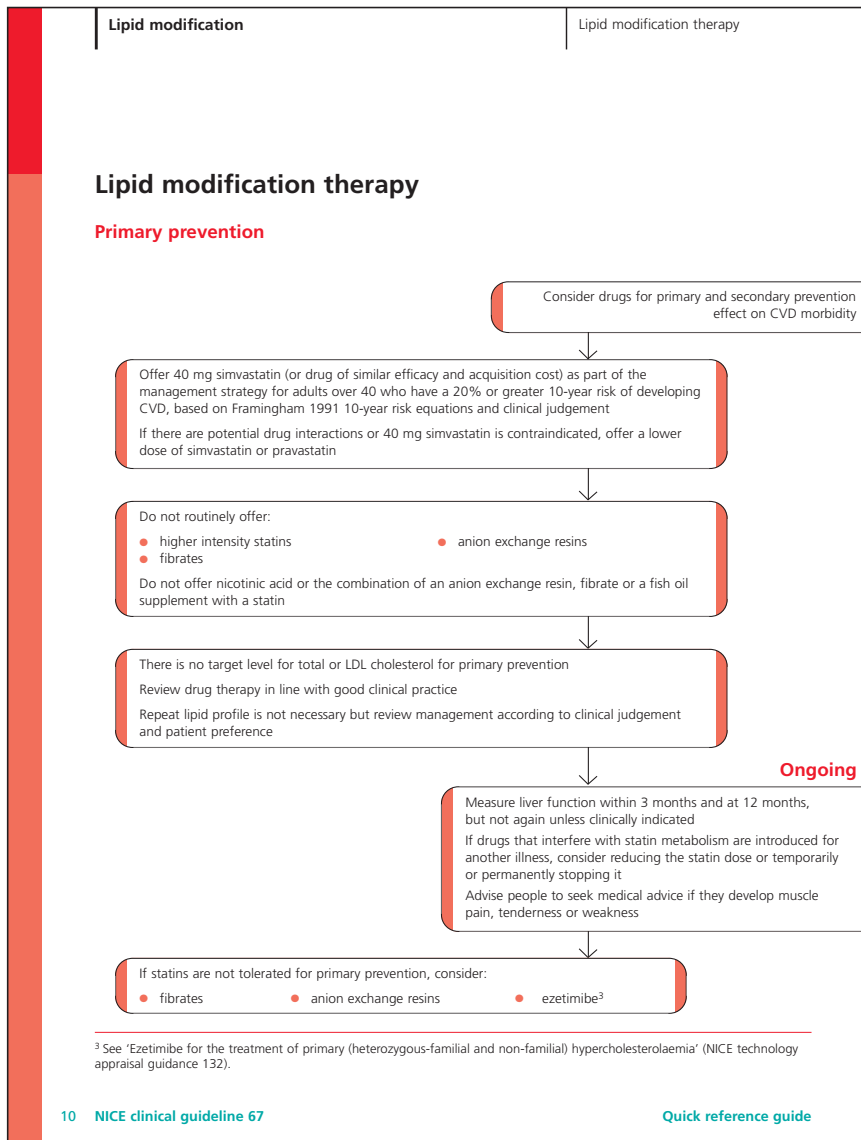 Lipid modification
Lipid modification therapy
Lipid modification therapy
Primary prevention
Consider drugs for primary and secondary prevention
effect on CVD morbidity
Offer 40 mg simvastatin (or drug of similar efficacy and acquisition cost) as part of the
management strategy for adults over 40 who have a 20% or greater 10-year risk of developing
CVD, based on Framingham 1991 10-year risk equations and clinical judgement
If there are potential drug interactions or 40 mg simvastatin is contraindicated, offer a lower
dose of simvastatin or pravastatin
Do not routinely offer:
● higher intensity statins ● anion exchange resins
● fibrates
Do not offer nicotinic acid or the combination of an anion exchange resin, fibrate or a fish oil
supplement with a statin
There is no target level for total or LDL cholesterol for primary prevention
Review drug therapy in line with good clinical practice
Repeat lipid profile is not necessary but review management according to clinical judgement
and patient preference
Ongoing
Measure liver function within 3 months and at 12 months,
but not again unless clinically indicated
If drugs that interfere with statin metabolism are introduced for
another illness, consider reducing the statin dose or temporarily
or permanently stopping it
Advise people to seek medical advice if they develop muscle
pain, tenderness or weakness
If statins are not tolerated for primary prevention, consider:
● fibrates ● anion exchange resins ● ezetimibe³
³ See ‘Ezetimibe for the treatment of primary (heterozygous-familial and non-familial) hypercholesterolaemia’ (NICE technology
appraisal guidance 132).
10 NICE clinical guideline 67 Quick reference guide